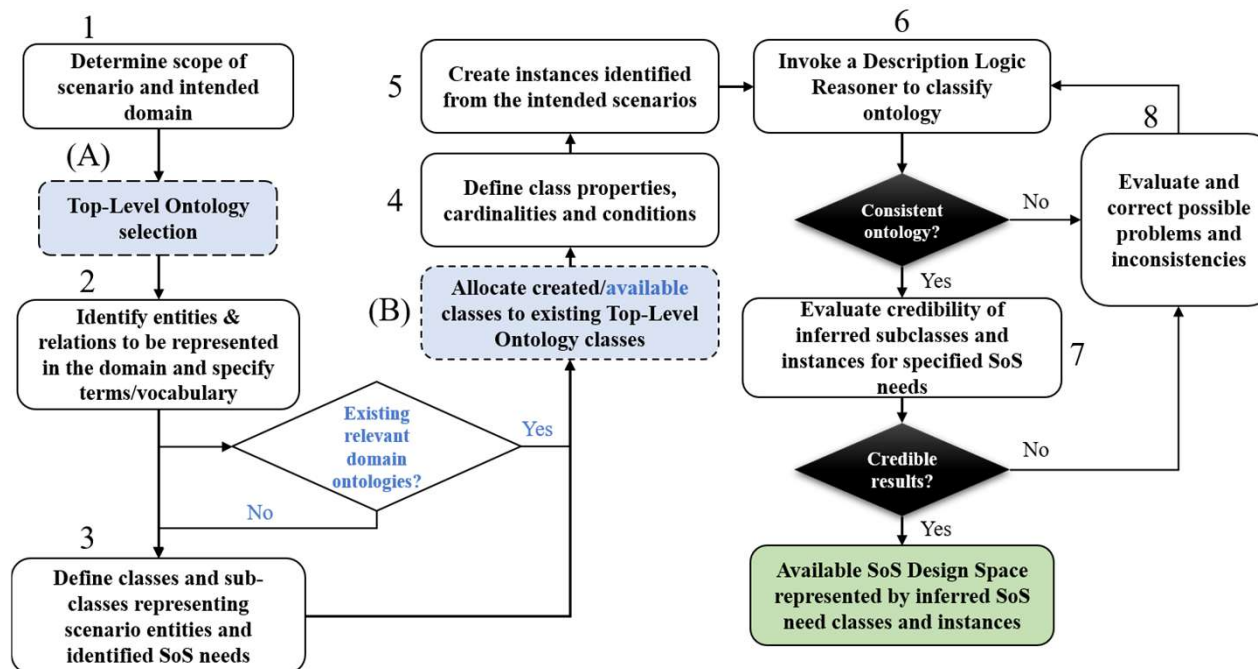 1
Determine scope of
scenario and intended
domain
(A)
Top-Level Ontology
selection
2
Identify entities &
relations to be represented
in the domain and specify
terms/vocabulary
Existing
relevant
domain
ontologies?
Yes
No
3
Define classes and sub-
classes representing
scenario entities and
identified SoS needs
(B)
Allocate created/available
classes to existing Top-Level
Ontology classes
4
Define class properties,
cardinalities and conditions
5
Create instances identified
from the intended scenarios
6
Invoke a Description Logic
Reasoner to classify
ontology
Consistent
ontology?
No
Yes
8
Evaluate and
correct possible
problems and
inconsistencies
Evaluate credibility of
inferred subclasses and
instances for specified SoS
needs
7
Credible
results?
No
Yes
Available SoS Design Space
represented by inferred SoS
need classes and instances